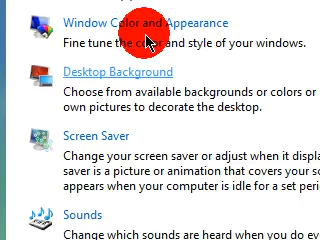 Window Color and Appearance
Fine tune the color and style of your windows.
Desktop Background
Choose from available backgrounds or colors or
own pictures to decorate the desktop.
Screen Saver
Change your screen saver or adjust when it displa
saver is a picture or animation that covers your s
appears when your computer is idle for a set peri
Sounds
Change which sounds are heard when you do ev